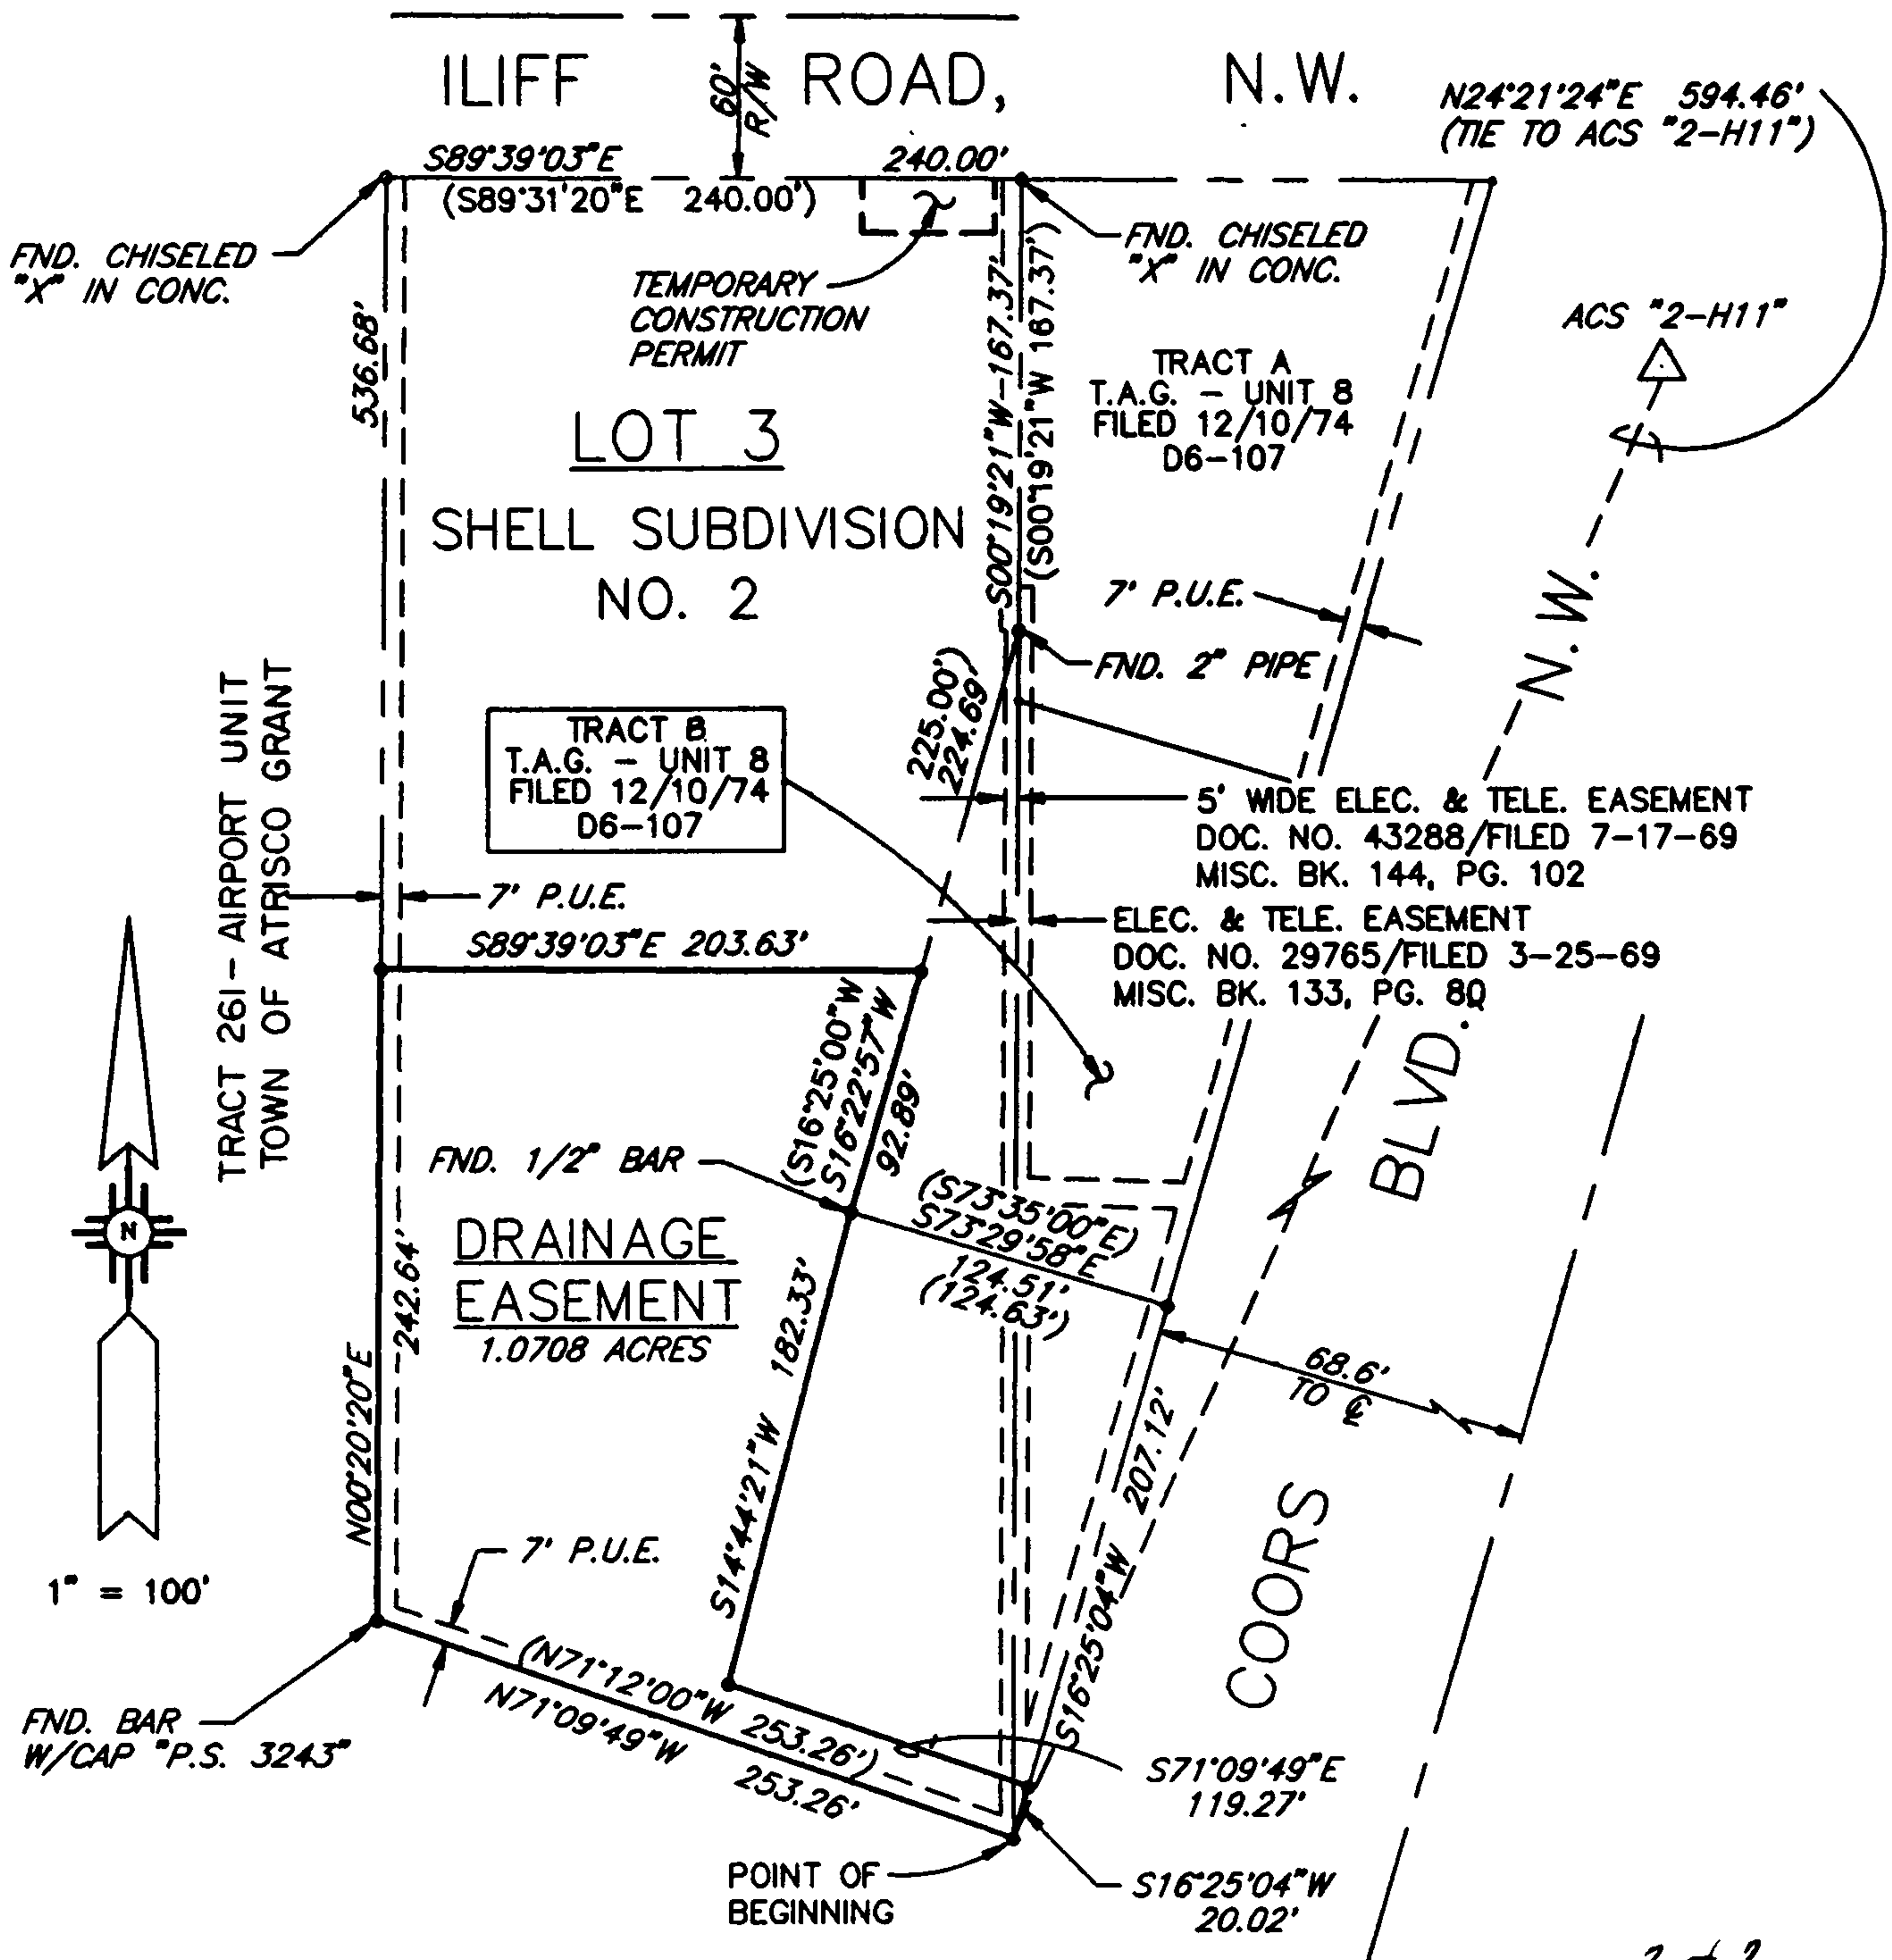 ILIFF ROAD, N.W.
60'
R/W
N24°21'24"E 594.46'
(TIE TO ACS "2-H11")
S89°39'03"E 240.00'
(S89°31'20"E 240.00')
FND. CHISELED
"X" IN CONC.
FND. CHISELED
"X" IN CONC.
TEMPORARY
CONSTRUCTION
PERMIT
ACS "2-H11"
536.68'
S00°19'21"W-167.37'
(S00°19'21"W 167.37')
TRACT A
T.A.G. - UNIT 8
FILED 12/10/74
D6-107
LOT 3
SHELL SUBDIVISION
NO. 2
7' P.U.E.
FND. 2" PIPE
225.00')
224.69'
TRACT 261- AIRPORT UNIT
TOWN OF ATRISCO GRANT
TRACT B
T.A.G. - UNIT 8
FILED 12/10/74
D6-107
5' WIDE ELEC. & TELE. EASEMENT
DOC. NO. 43288/FILED 7-17-69
MISC. BK. 144, PG. 102
7' P.U.E.
ELEC. & TELE. EASEMENT
DOC. NO. 29765/FILED 3-25-69
MISC. BK. 133, PG. 80
S89°39'03"E 203.63'
(S16°25'00"W
S16°22'57"W
92.89'
FND. 1/2" BAR
(S73°35'00"E)
S73°29'58"E
124.51'
(124.63')
DRAINAGE
EASEMENT
1.0708 ACRES
N
242.64'
N00°20'20"E
182.33'
S14°44'21"W
68.6'
TO ℄
S16°25'04"W 207.12'
COORS BLVD. N.W.
1" = 100'
7' P.U.E.
(N71°12'00"W 253.26')
N71°09'49"W 253.26'
FND. BAR
W/CAP "P.S. 3243"
S71°09'49"E
119.27'
POINT OF
BEGINNING
S16°25'04"W
20.02'